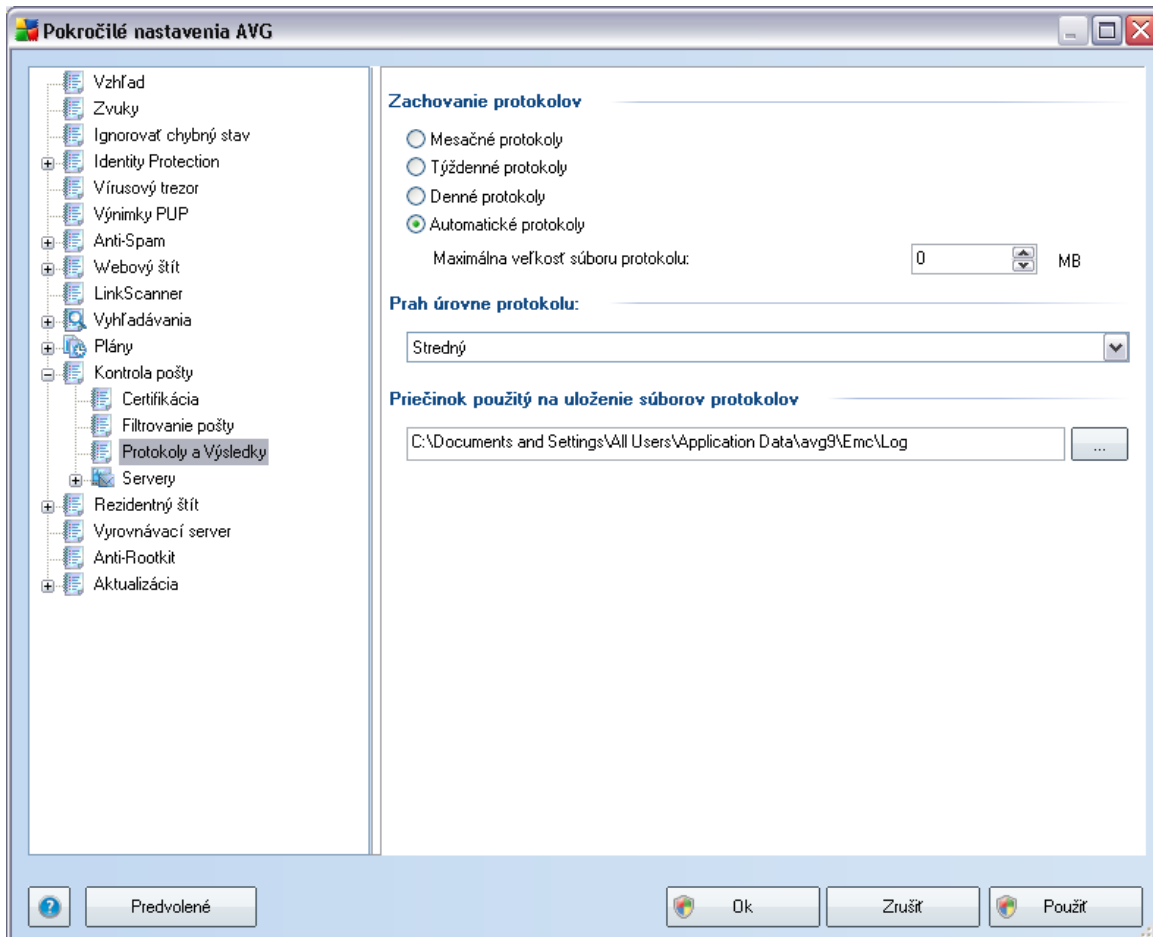 Pokročilé nastavenia AVG
Vzhľad
Zvuky
Ignorovať chybný stav
Identity Protection
Vírusový trezor
Výnimky PUP
Anti-Spam
Webový štít
LinkScanner
Vyhľadávania
Plány
Kontrola pošty
Certifikácia
Filtrovanie pošty
Protokoly a Výsledky
Servery
Rezidentný štít
Vyrovnávací server
Anti-Rootkit
Aktualizácia
Zachovanie protokolov
Mesačné protokoly
Týždenné protokoly
Denné protokoly
Automatické protokoly
Maximálna veľkosť súboru protokolu: 0 MB
Prah úrovne protokolu:
Stredný
Priečinok použitý na uloženie súborov protokolov
C:\Documents and Settings\All Users\Application Data\avg9\Emc\Log ...
? Predvolené Ok Zrušiť Použiť